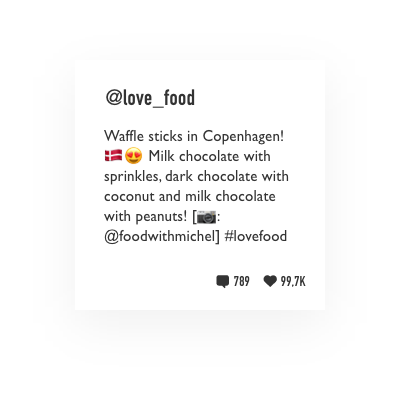 @love_food
Waffle sticks in Copenhagen!
🇩🇰😍 Milk chocolate with
sprinkles, dark chocolate with
coconut and milk chocolate
with peanuts! [📷:
@foodwithmichel] #lovefood
789 99,7K